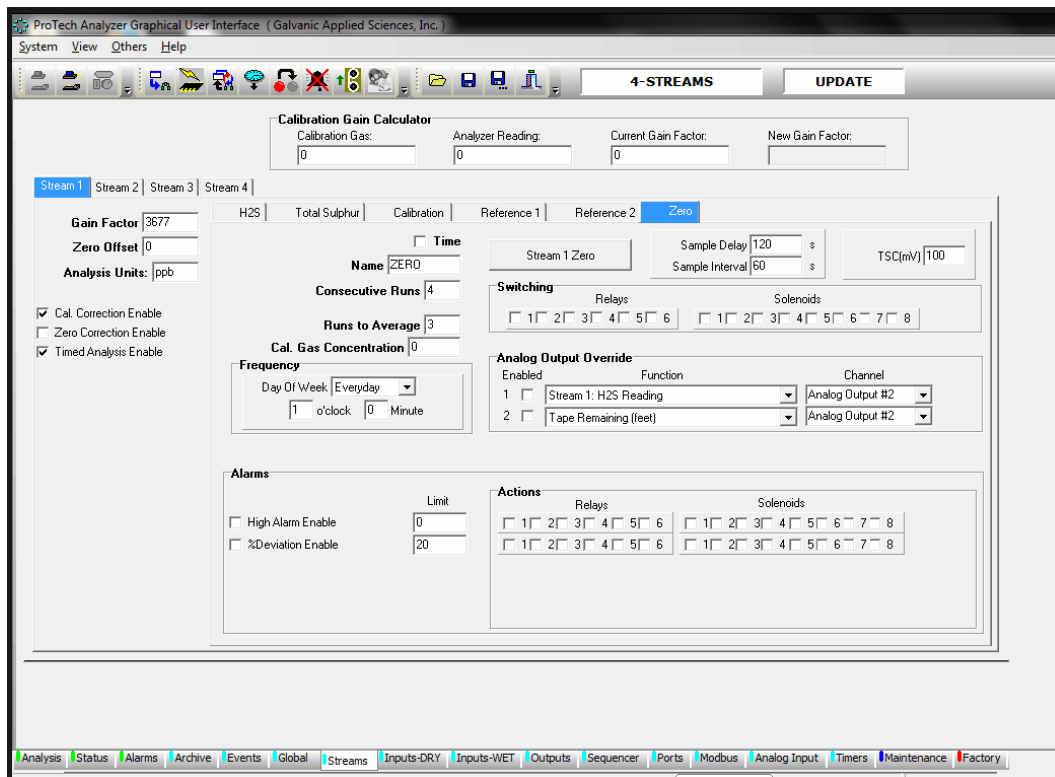 ProTech Analyzer Graphical User Interface ( Galvanic Applied Sciences, Inc. )
System View Others Help
4-STREAMS UPDATE
Calibration Gain Calculator
Calibration Gas: Analyzer Reading: Current Gain Factor: New Gain Factor:
0 0 0
Stream 1 Stream 2 Stream 3 Stream 4
Gain Factor 3677
Zero Offset 0
Analysis Units: ppb
Cal. Correction Enable
Zero Correction Enable
Timed Analysis Enable
H2S Total Sulphur Calibration Reference 1 Reference 2 Zero
Time
Name ZERO
Consecutive Runs 4
Runs to Average 3
Cal. Gas Concentration 0
Frequency
Day Of Week Everyday
1 o'clock 0 Minute
Stream 1 Zero
Sample Delay 120 s
Sample Interval 60 s
TSC(mV) 100
Switching
Relays Solenoids
1 2 3 4 5 6 1 2 3 4 5 6 7 8
Analog Output Override
Enabled Function Channel
1 Stream 1: H2S Reading Analog Output #2
2 Tape Remaining (feet) Analog Output #2
Alarms
Limit
High Alarm Enable 0
%Deviation Enable 20
Actions
Relays Solenoids
1 2 3 4 5 6 1 2 3 4 5 6 7 8
1 2 3 4 5 6 1 2 3 4 5 6 7 8
Analysis Status Alarms Archive Events Global Streams Inputs-DRY Inputs-WET Outputs Sequencer Ports Modbus Analog Input Timers Maintenance Factory